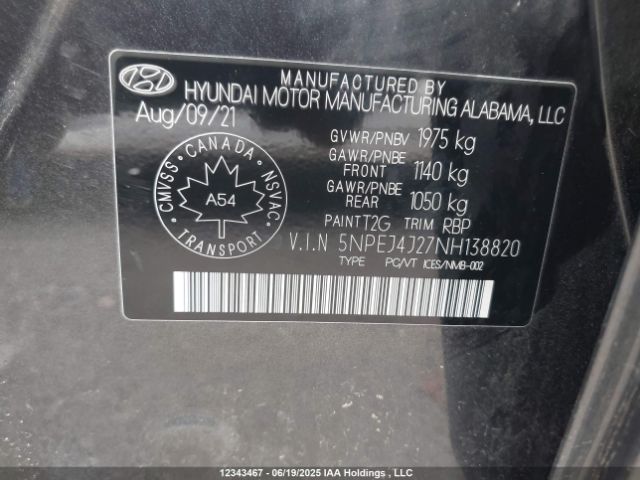 MANUFACTURED BY
HYUNDAI MOTOR MANUFACTURING ALABAMA, LLC
Aug/09/21
GVWR/PNBV 1975 kg
GAWR/PNBE FRONT 1140 kg
GAWR/PNBE REAR 1050 kg
CANADA
CMVSS
NSVAC
A54
TRANSPORT
PAINT T2G TRIM RBP
V.I.N 5NPEJ4J27NH138820
TYPE PC/VT ICES/NMB-002
12343467 - 06/19/2025 IAA Holdings , LLC